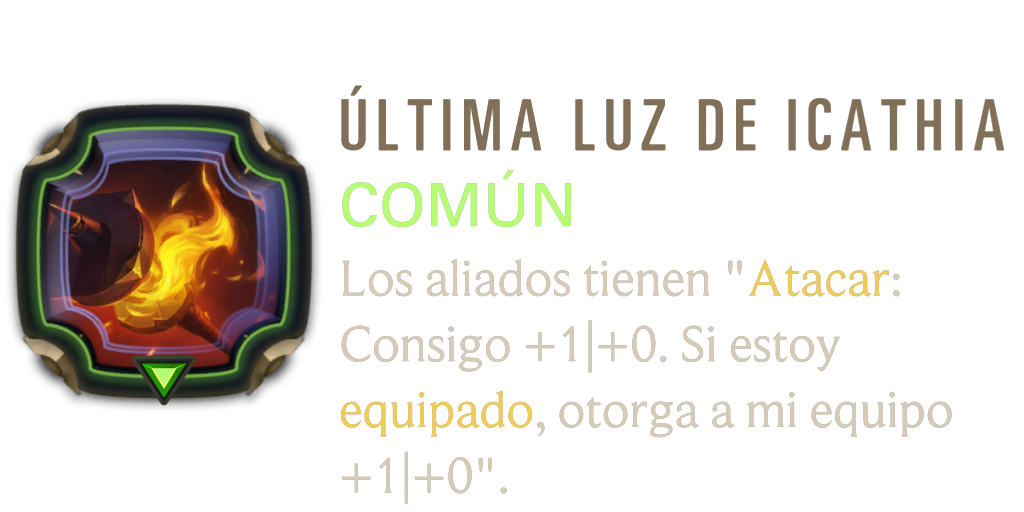 ÚLTIMA LUZ DE ICATHIA
COMÚN
Los aliados tienen "Atacar:
Consigo +1|+0. Si estoy
equipado, otorga a mi equipo
+1|+0".